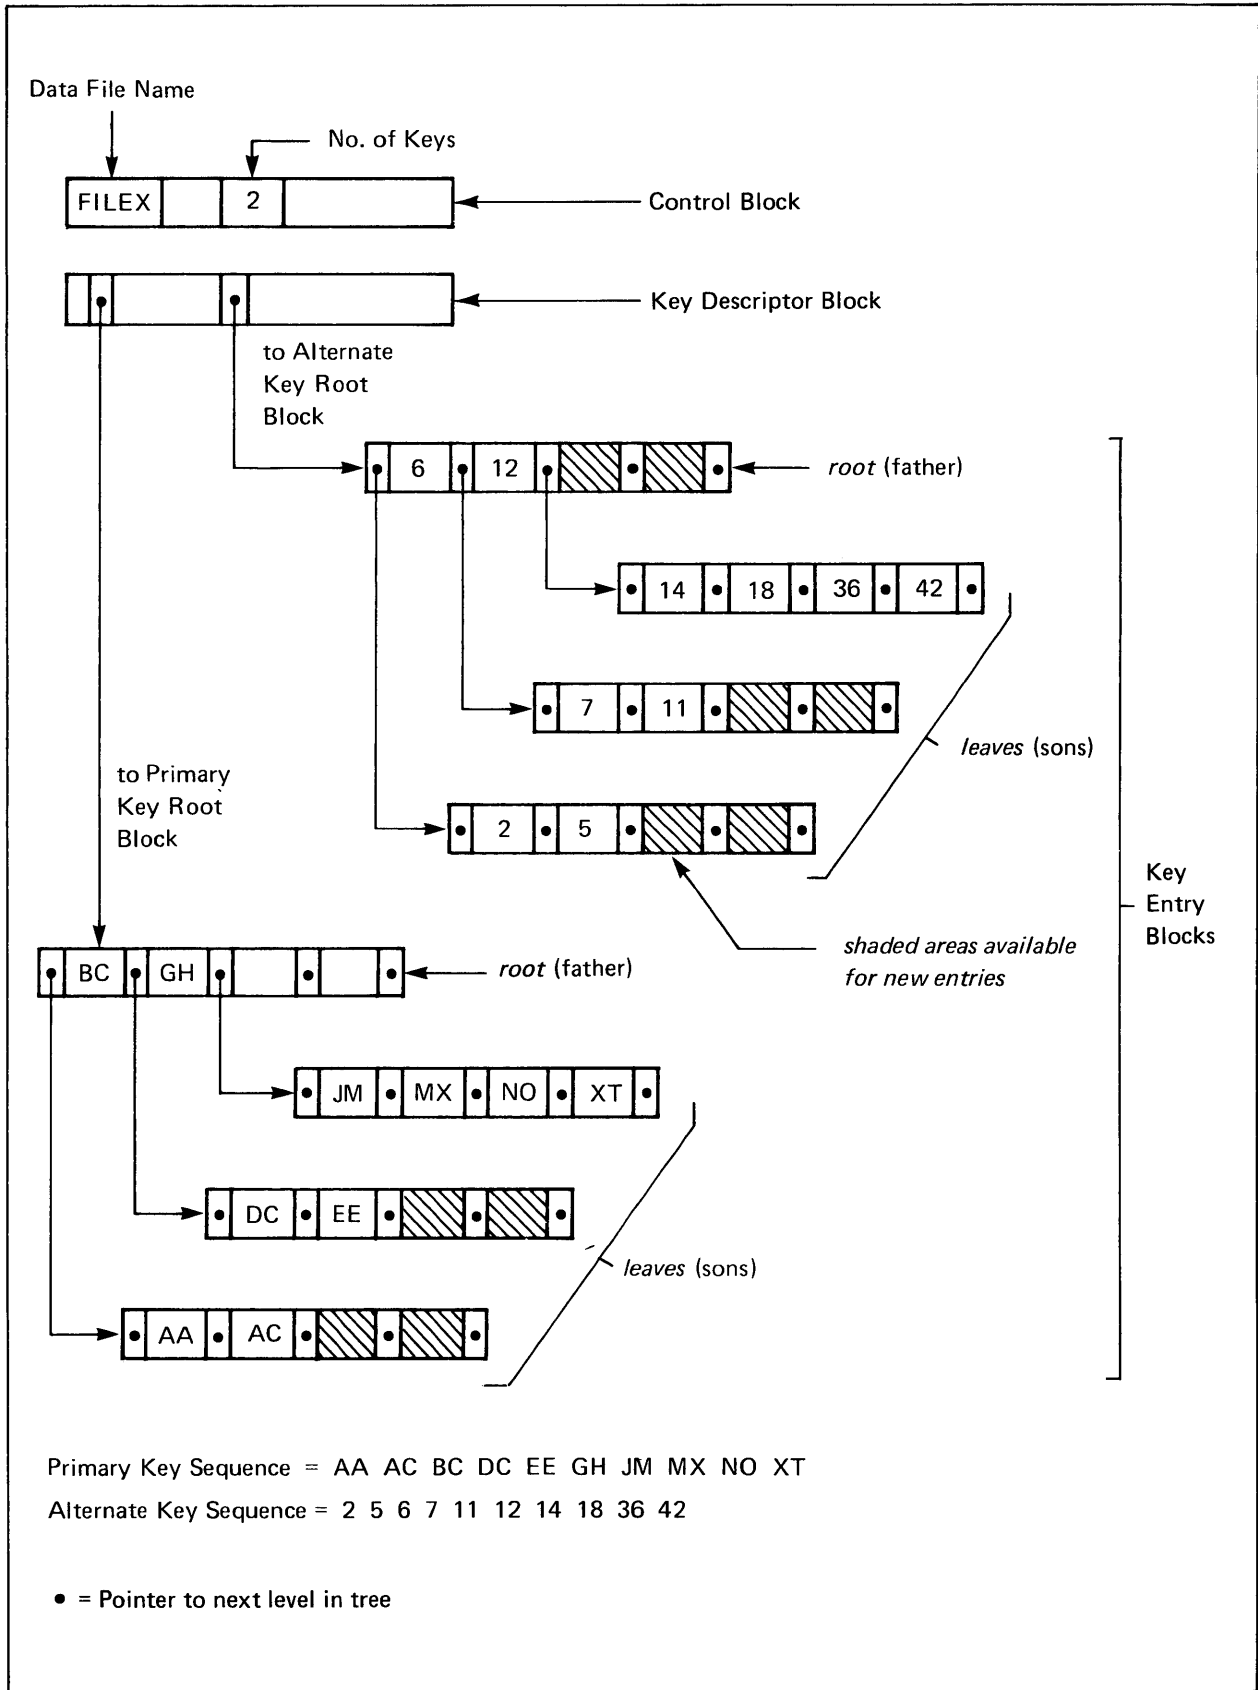 Data File Name
No. of Keys
FILEX 2
Control Block
Key Descriptor Block
to Alternate
Key Root
Block
6 12
root (father)
14 18 36 42
7 11
leaves (sons)
to Primary
Key Root
Block
2 5
Key
Entry
Blocks
shaded areas available
for new entries
BC GH
root (father)
JM MX NO XT
DC EE
leaves (sons)
AA AC
Primary Key Sequence = AA AC BC DC EE GH JM MX NO XT
Alternate Key Sequence = 2 5 6 7 11 12 14 18 36 42
• = Pointer to next level in tree